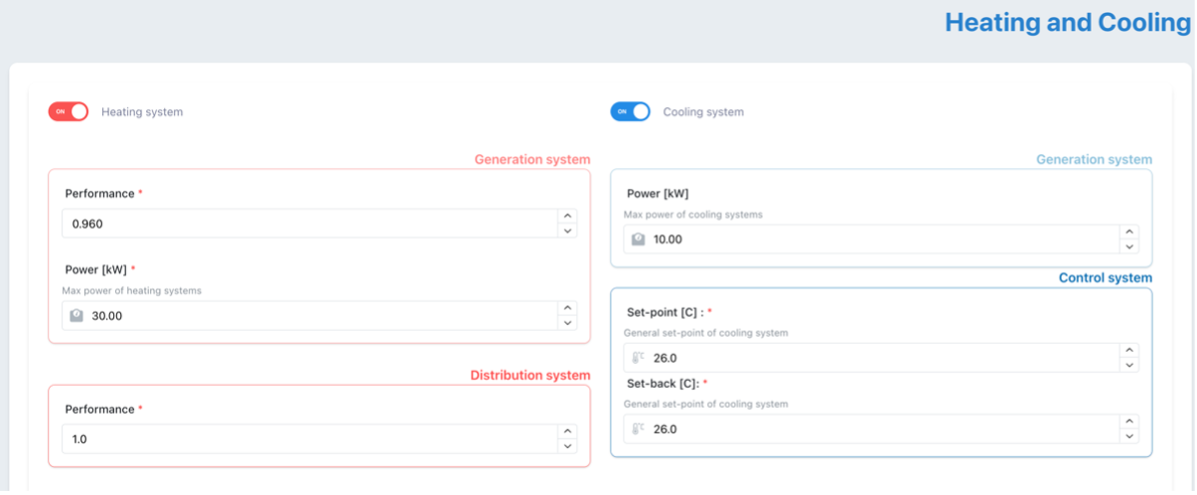 Heating and Cooling
ON Heating system
Generation system
Performance *
0.960
Power [kW] *
Max power of heating systems
30.00
Distribution system
Performance *
1.0
ON Cooling system
Generation system
Power [kW]
Max power of cooling systems
10.00
Control system
Set-point [C] : *
General set-point of cooling system
°C 26.0
Set-back [C]: *
General set-point of cooling system
°C 26.0